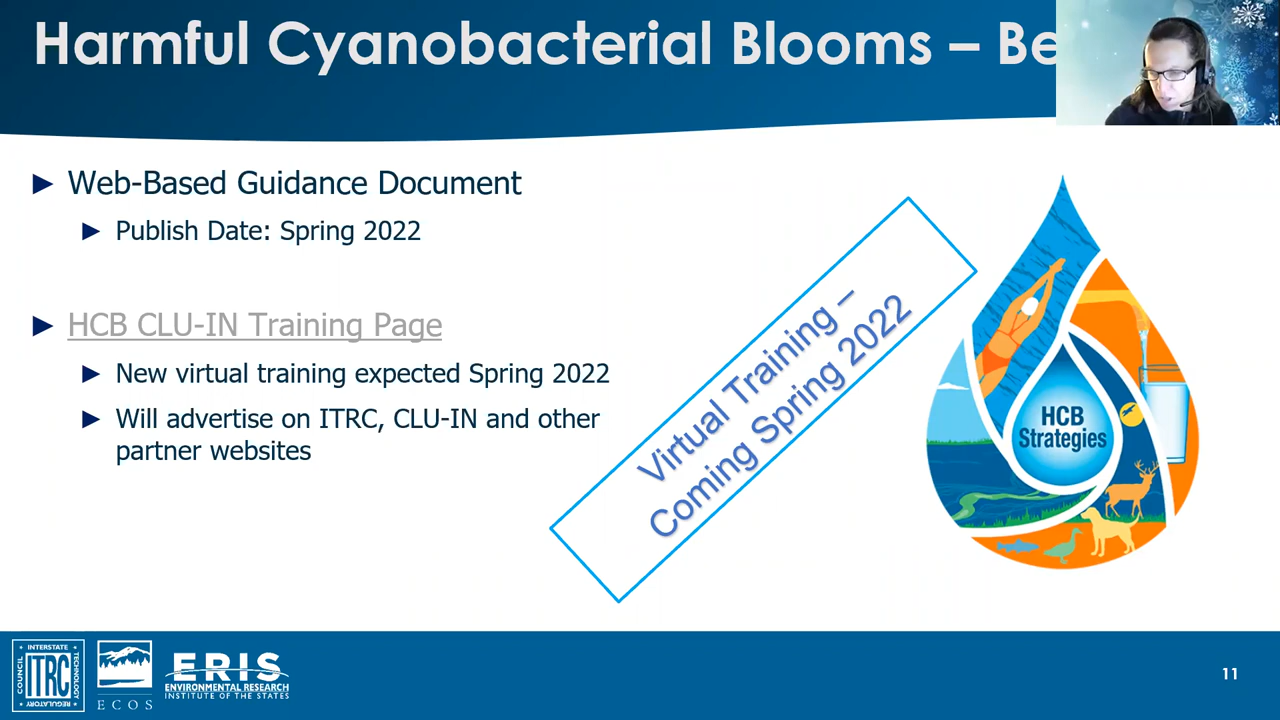 Harmful Cyanobacterial Blooms – Be
► Web-Based Guidance Document
► Publish Date: Spring 2022
► HCB CLU-IN Training Page
► New virtual training expected Spring 2022
► Will advertise on ITRC, CLU-IN and other
partner websites
Virtual Training –
Coming Spring 2022
HCB
Strategies
INTERSTATE
COUNCIL
ITRC
TECHNOLOGY
REGULATORY
ECOS
ERIS
ENVIRONMENTAL RESEARCH
INSTITUTE OF THE STATES
11